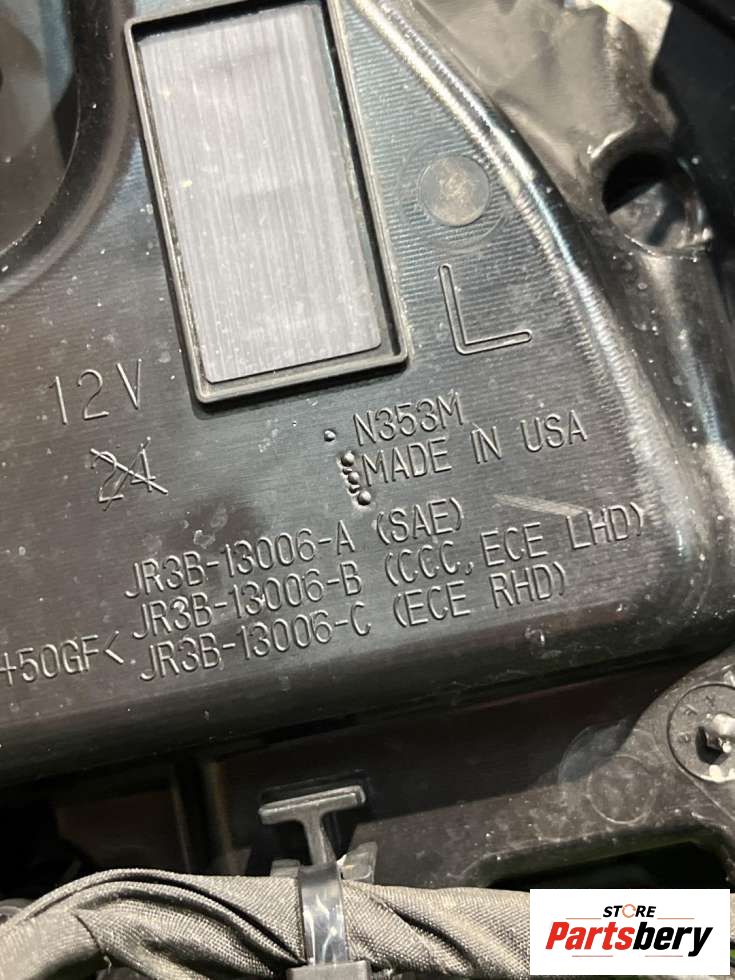 L
12V
24
N353M
MADE IN USA
JR3B-13006-A (SAE)
JR3B-13006-B (CCC, ECE LHD)
+50GF< JR3B-13006-C (ECE RHD)
STORE
Partsbery